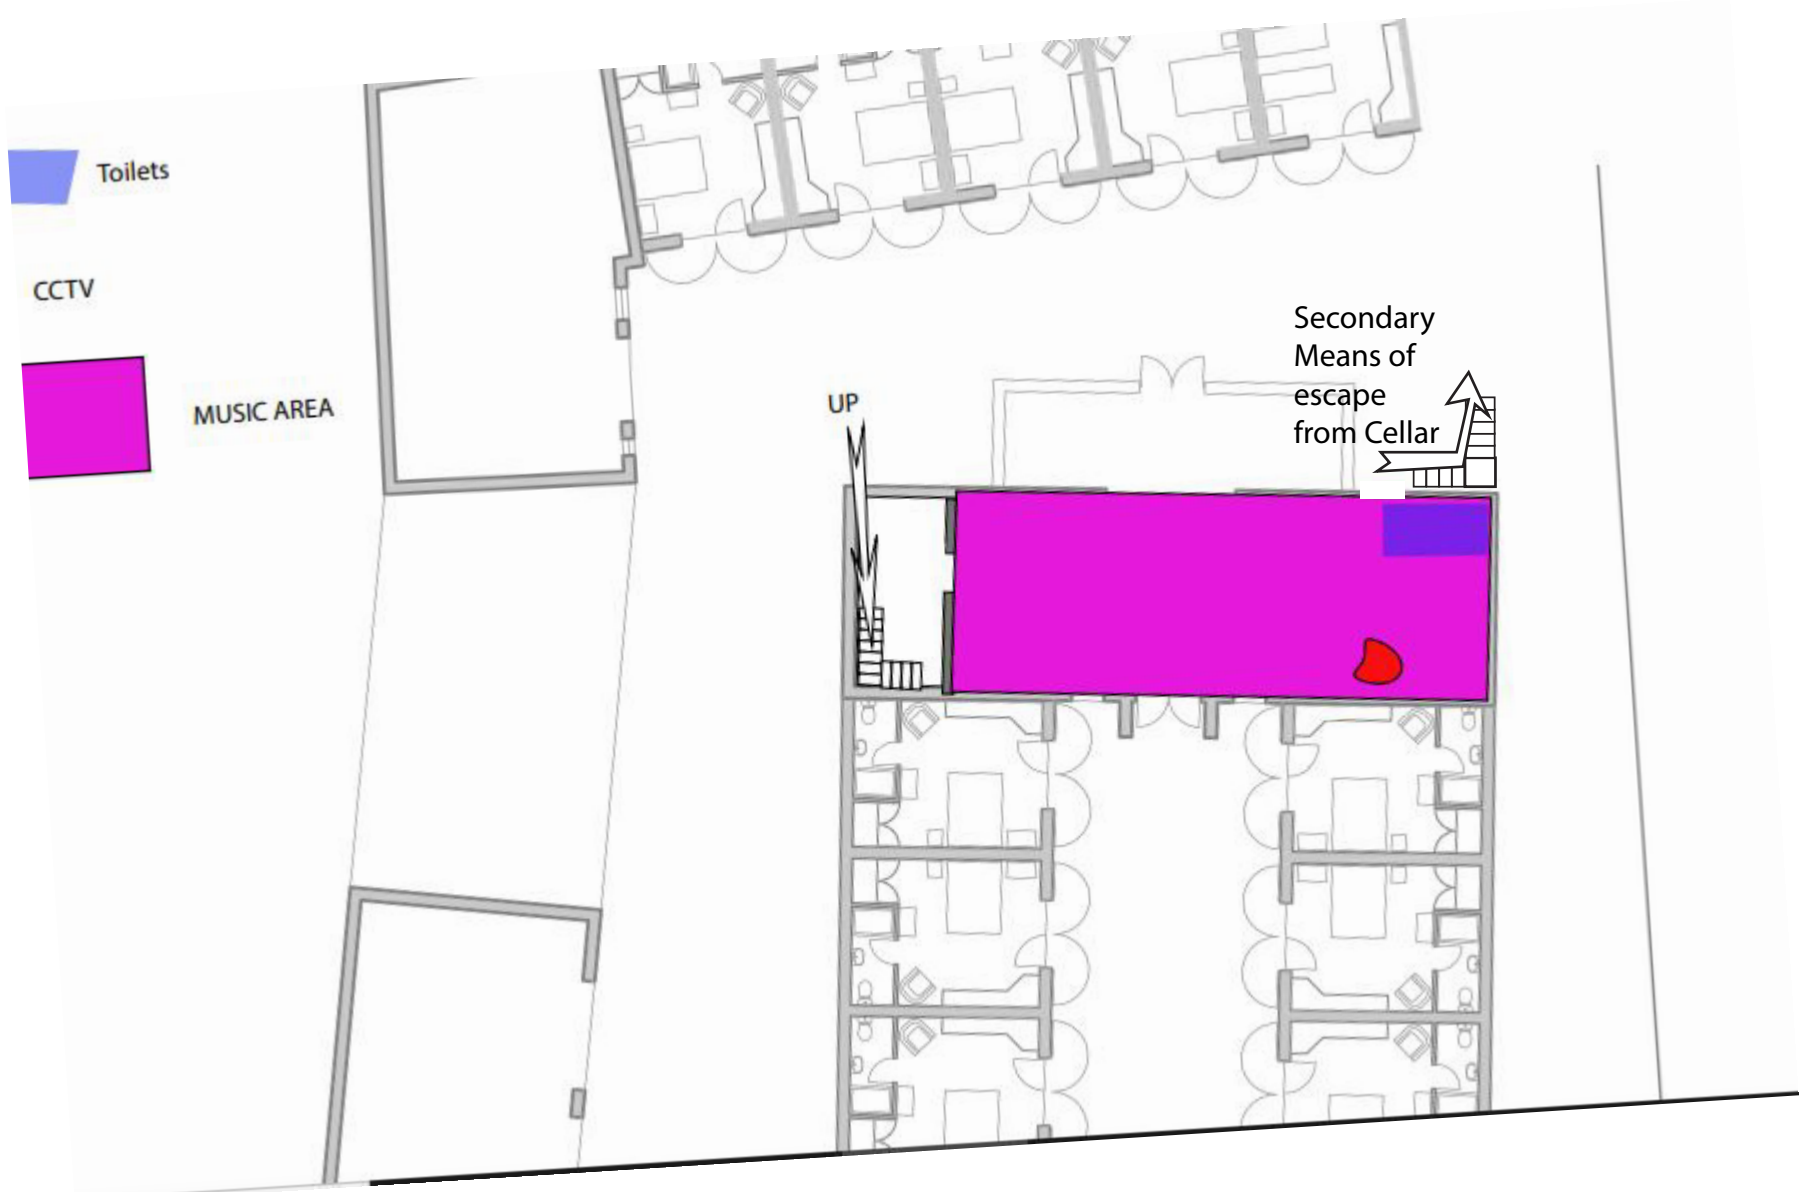 Toilets
CCTV
MUSIC AREA
UP
Secondary
Means of
escape
from Cellar